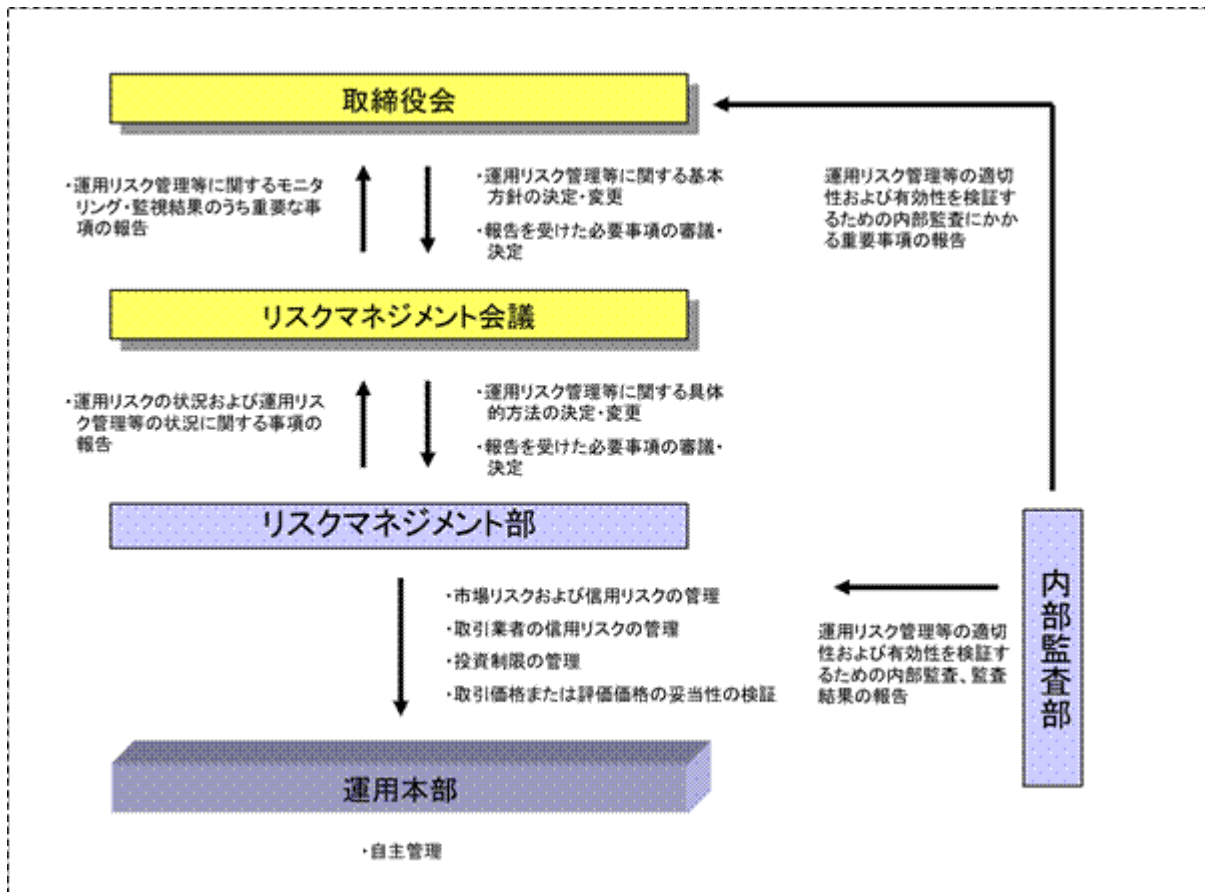 取締役会
・運用リスク管理等に関するモニタ
リング・監視結果のうち重要な事
項の報告
・運用リスク管理等に関する基本
方針の決定・変更
・報告を受けた必要事項の審議・
決定
運用リスク管理等の適切
性および有効性を検証す
るための内部監査にかか
る重要事項の報告
リスクマネジメント会議
・運用リスクの状況および運用リス
ク管理等の状況に関する事項の
報告
・運用リスク管理等に関する具体
的方法の決定・変更
・報告を受けた必要事項の審議・
決定
リスクマネジメント部
・市場リスクおよび信用リスクの管理
・取引業者の信用リスクの管理
・投資制限の管理
・取引価格または評価価格の妥当性の検証
運用リスク管理等の適切
性および有効性を検証す
るための内部監査、監査
結果の報告
内部監査部
運用本部
・自主管理